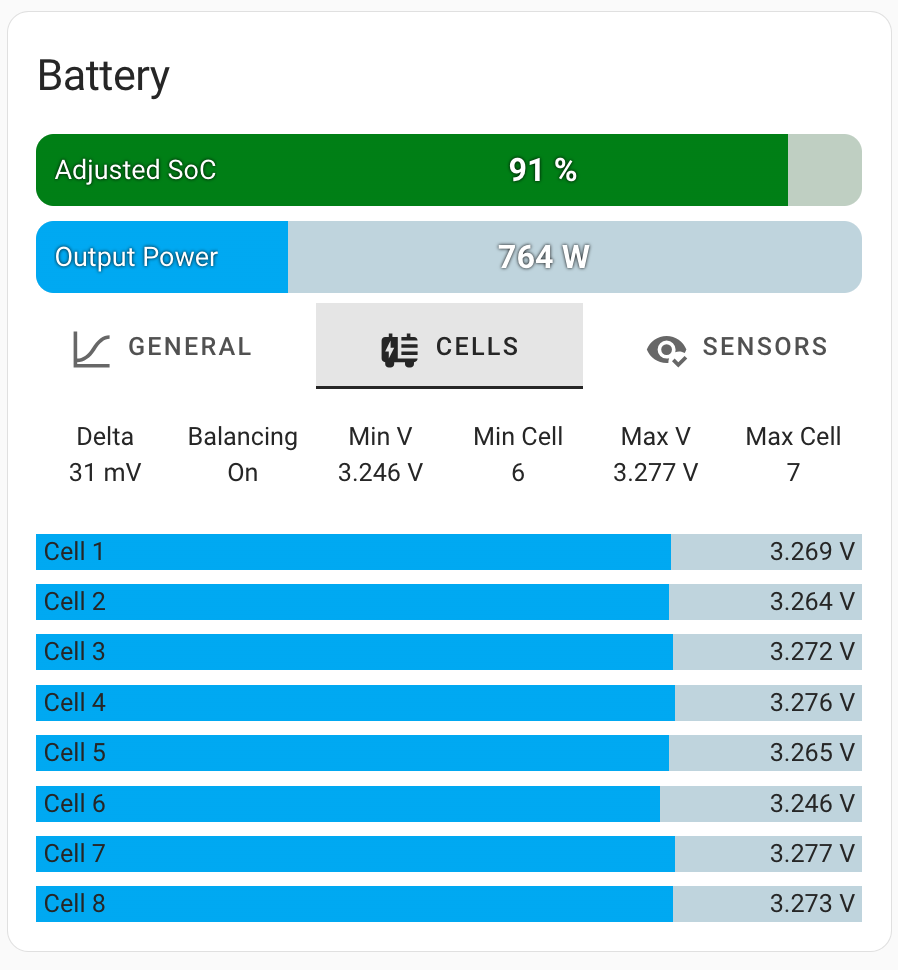 Battery
Adjusted SoC 91 %
Output Power 764 W
GENERAL CELLS SENSORS
Delta Balancing Min V Min Cell Max V Max Cell
31 mV On 3.246 V 6 3.277 V 7
Cell 1 3.269 V
Cell 2 3.264 V
Cell 3 3.272 V
Cell 4 3.276 V
Cell 5 3.265 V
Cell 6 3.246 V
Cell 7 3.277 V
Cell 8 3.273 V